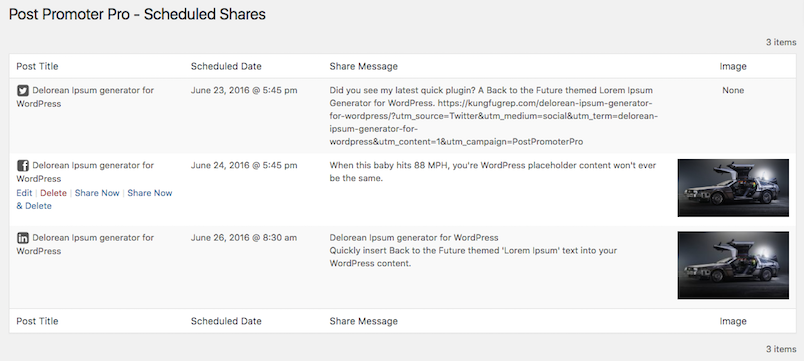 Post Promoter Pro - Scheduled Shares
3 items
Post Title Scheduled Date Share Message Image
Delorean Ipsum generator for
WordPress
June 23, 2016 @ 5:45 pm
Did you see my latest quick plugin? A Back to the Future themed Lorem Ipsum
Generator for WordPress. https://kungfugrep.com/delorean-ipsum-generator-
for-wordpress/?utm_source=Twitter&utm_medium=social&utm_term=delorean-
ipsum-generator-for-
wordpress&utm_content=1&utm_campaign=PostPromoterPro
None
Delorean Ipsum generator for
WordPress
Edit | Delete | Share Now | Share Now
& Delete
June 24, 2016 @ 5:45 pm
When this baby hits 88 MPH, you're WordPress placeholder content won't ever
be the same.
Delorean Ipsum generator for
WordPress
June 26, 2016 @ 8:30 am
Delorean Ipsum generator for WordPress
Quickly insert Back to the Future themed 'Lorem Ipsum' text into your
WordPress content.
Post Title Scheduled Date Share Message Image
3 items